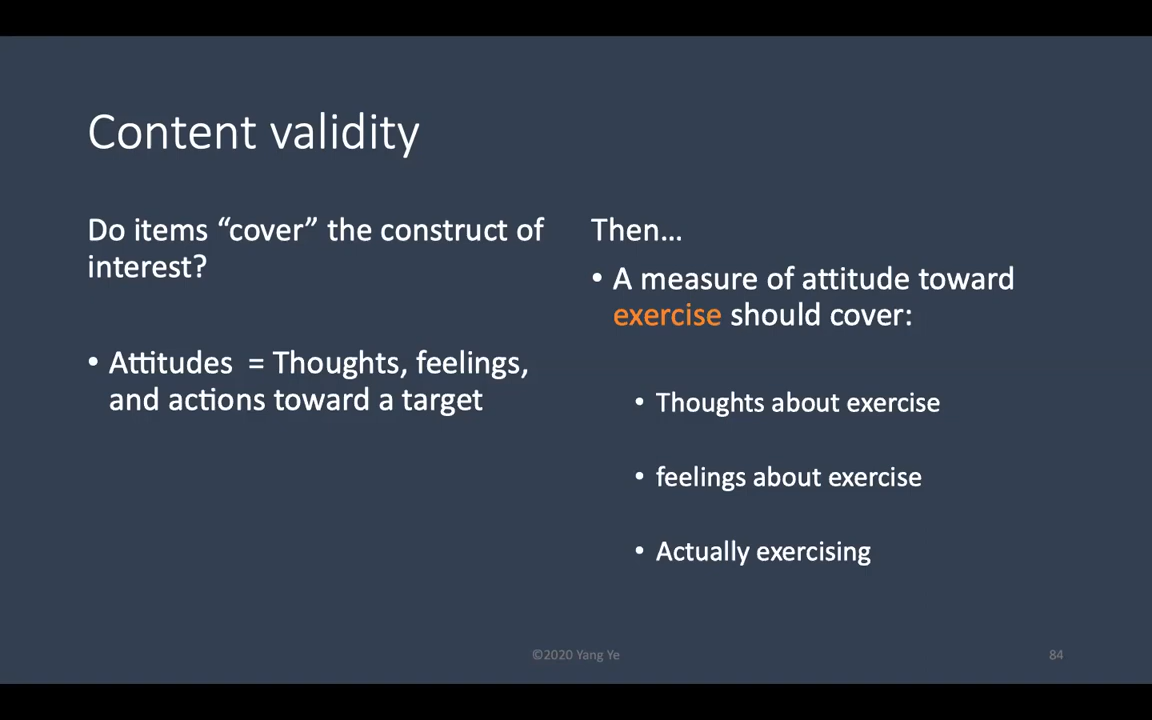 Content validity
Do items “cover” the construct of
interest?
• Attitudes = Thoughts, feelings,
and actions toward a target
Then…
• A measure of attitude toward
exercise should cover:
• Thoughts about exercise
• feelings about exercise
• Actually exercising
©2020 Yang Ye
84